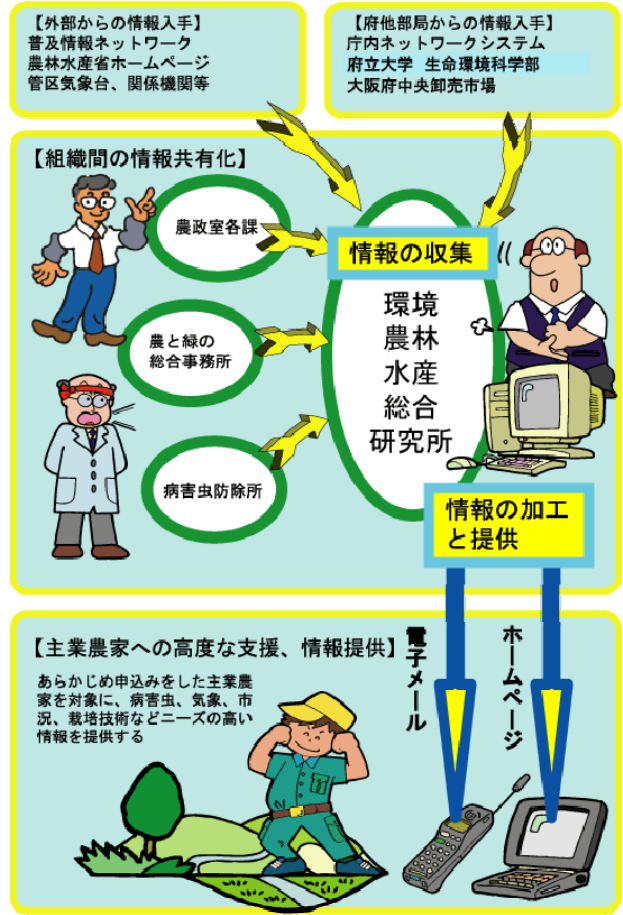 【外部からの情報入手】
普及情報ネットワーク
農林水産省ホームページ
管区気象台、関係機関等
【府他部局からの情報入手】
庁内ネットワークシステム
府立大学 生命環境科学部
大阪府中央卸売市場
【組織間の情報共有化】
農政室各課
農と緑の
総合事務所
病害虫防除所
情報の収集
環境
農林
水産
総合
研究所
情報の加工
と提供
【主業農家への高度な支援、情報提供】
あらかじめ申込みをした主業農
家を対象に、病害虫、気象、市
況、栽培技術などニーズの高い
情報を提供する
電子メール
ホームページ